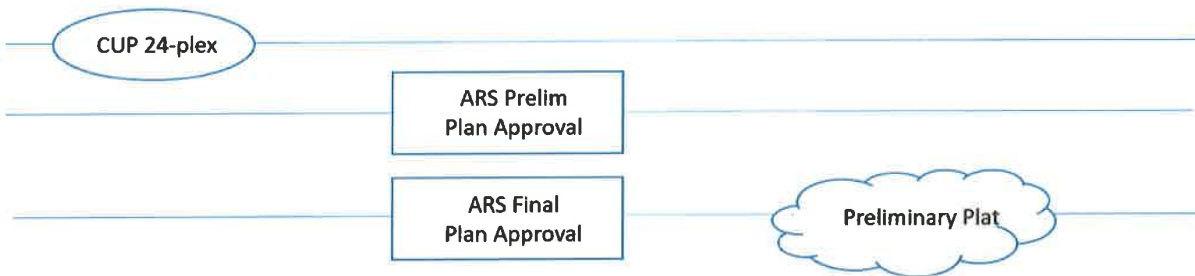 CUP 24-plex
ARS Prelim
Plan Approval
ARS Final
Plan Approval
Preliminary Plat